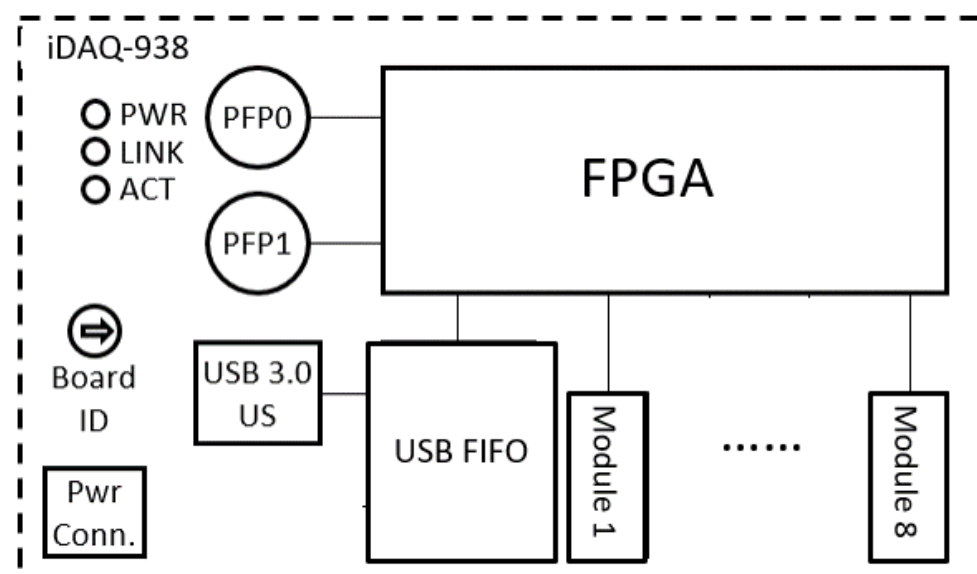 iDAQ-938
PWR
LINK
ACT
PFP0
PFP1
FPGA
Board
ID
USB 3.0
US
USB FIFO
Module 1
......
Module 8
Pwr
Conn.